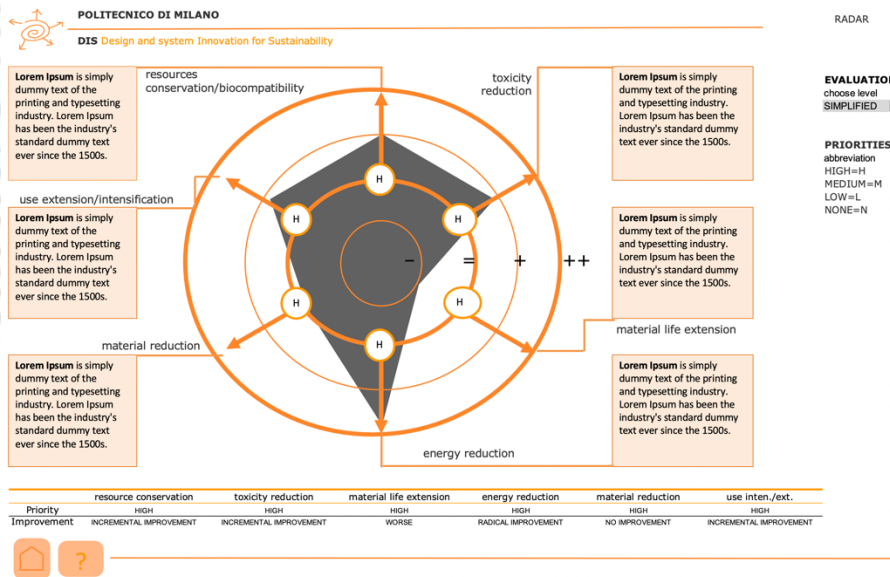 POLITECNICO DI MILANO
DIS Design and system Innovation for Sustainability
RADAR
EVALUATION
choose level
SIMPLIFIED
PRIORITIES
abbreviation
HIGH=H
MEDIUM=M
LOW=L
NONE=N
Lorem Ipsum is simply
dummy text of the
printing and typesetting
industry. Lorem Ipsum
has been the industry's
standard dummy text
ever since the 1500s.
resources
conservation/biocompatibility
toxicity
reduction
Lorem Ipsum is simply
dummy text of the printing
and typesetting industry.
Lorem Ipsum has been the
industry's standard dummy
text ever since the 1500s.
use extension/intensification
Lorem Ipsum is simply
dummy text of the
printing and typesetting
industry. Lorem Ipsum
has been the industry's
standard dummy text
ever since the 1500s.
H
H
H
H
H
H
- = + ++
Lorem Ipsum is simply
dummy text of the printing
and typesetting industry.
Lorem Ipsum has been the
industry's standard dummy
text ever since the 1500s.
material life extension
material reduction
Lorem Ipsum is simply
dummy text of the
printing and typesetting
industry. Lorem Ipsum
has been the industry's
standard dummy text
ever since the 1500s.
Lorem Ipsum is simply
dummy text of the printing
and typesetting industry.
Lorem Ipsum has been the
industry's standard dummy
text ever since the 1500s.
energy reduction
resource conservation toxicity reduction material life extension energy reduction material reduction use inten./ext.
Priority HIGH HIGH HIGH HIGH HIGH HIGH
Improvement INCREMENTAL IMPROVEMENT INCREMENTAL IMPROVEMENT WORSE RADICAL IMPROVEMENT NO IMPROVEMENT INCREMENTAL IMPROVEMENT
?